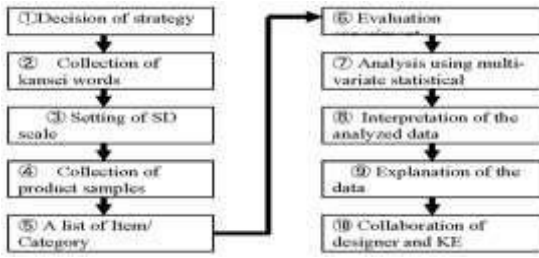 ①Decision of strategy
② Collection of
kansei words
③ Setting of SD
scale
④ Collection of
product samples
⑤ A list of Item/
Category
⑥ Evaluation
⑦ Analysis using multi-
variate statistical
⑧ Interpretation of the
analyzed data
⑨ Explanation of the
data
⑩ Collaboration of
designer and KE